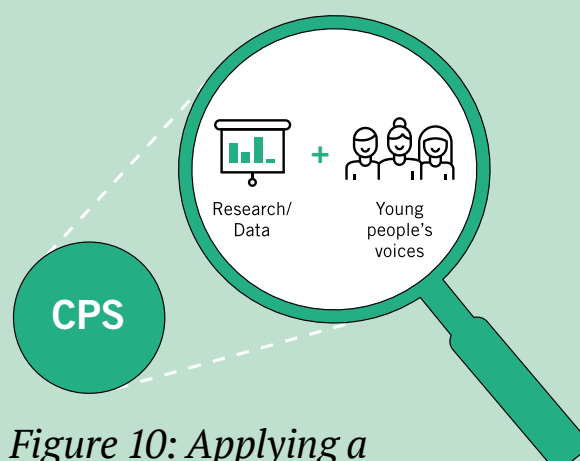 Research/
Data
+
Young
people's
voices
CPS
Figure 10: Applying a